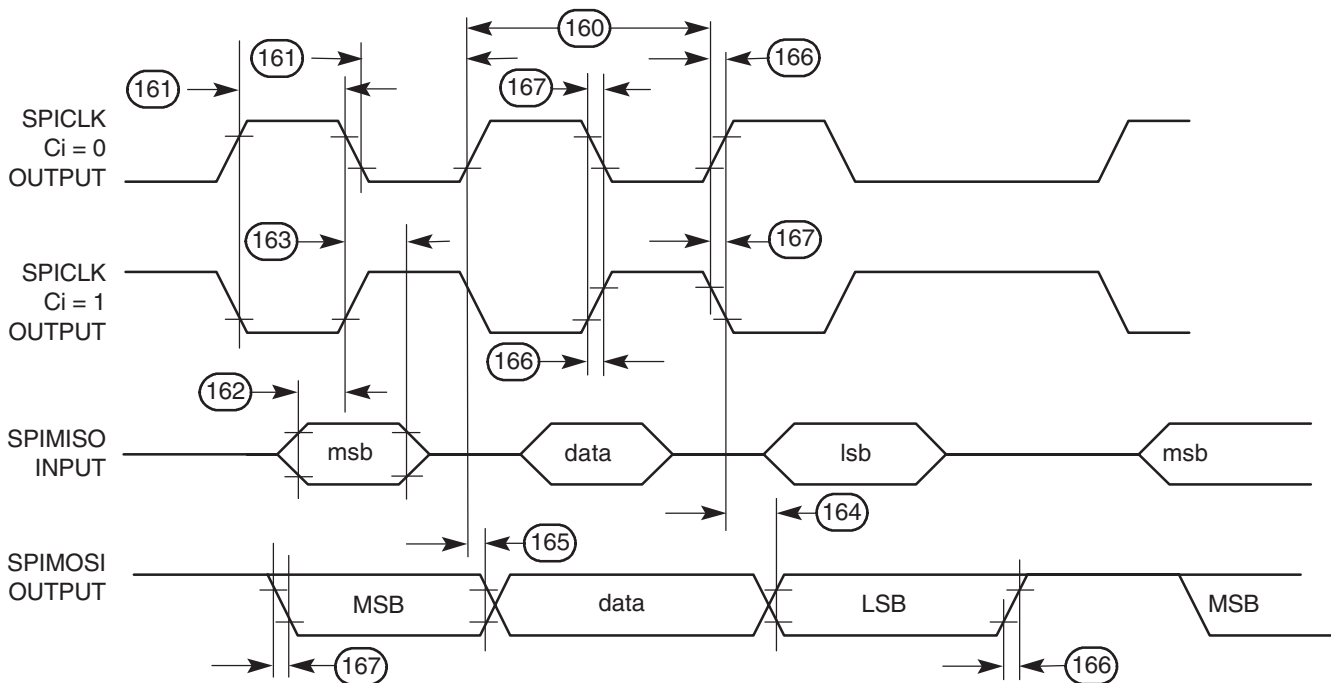 160
161
166
161
167
SPICLK
Ci = 0
OUTPUT
163
167
SPICLK
Ci = 1
OUTPUT
166
162
SPIMISO
INPUT
msb
data
lsb
msb
164
165
SPIMOSI
OUTPUT
MSB
data
LSB
MSB
167
166